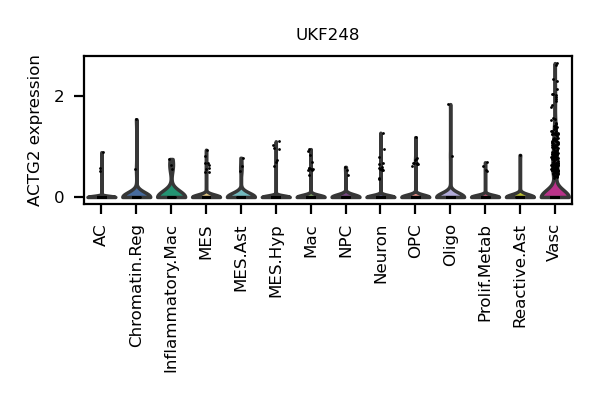 UKF248
ACTG2 expression
2
0
AC
Chromatin.Reg
Inflammatory.Mac
MES
MES.Ast
MES.Hyp
Mac
NPC
Neuron
OPC
Oligo
Prolif.Metab
Reactive.Ast
Vasc